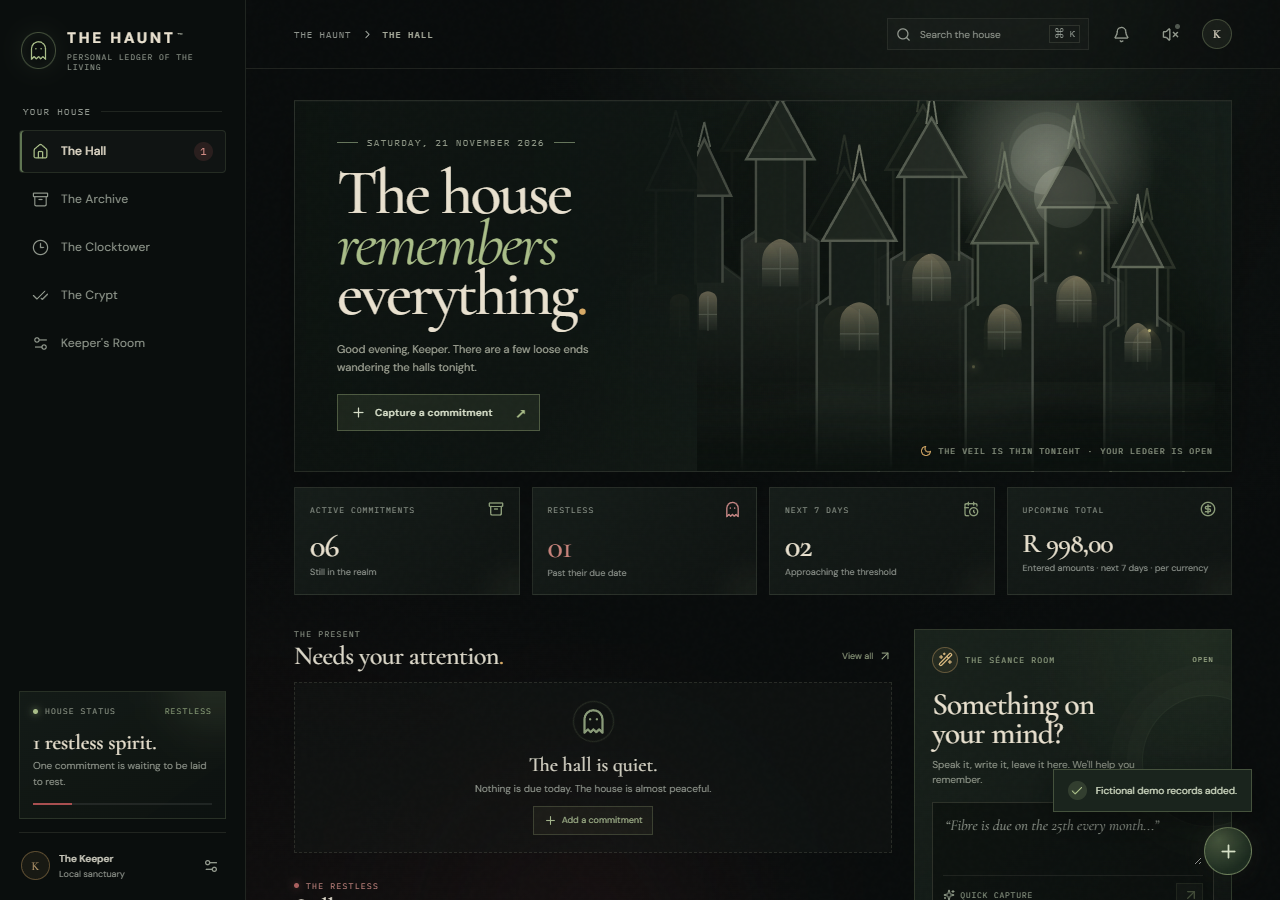 THE HAUNT™
PERSONAL LEDGER OF THE
LIVING
YOUR HOUSE
The Hall
1
The Archive
The Clocktower
The Crypt
Keeper's Room
HOUSE STATUS
RESTLESS
1 restless spirit.
One commitment is waiting to be laid
to rest.
K
The Keeper
Local sanctuary
THE HAUNT > THE HALL
Search the house
⌘ K
K
SATURDAY, 21 NOVEMBER 2026
The house
remembers
everything.
Good evening, Keeper. There are a few loose ends
wandering the halls tonight.
+ Capture a commitment ↗
THE VEIL IS THIN TONIGHT · YOUR LEDGER IS OPEN
ACTIVE COMMITMENTS
06
Still in the realm
RESTLESS
01
Past their due date
NEXT 7 DAYS
02
Approaching the threshold
UPCOMING TOTAL
R 998,00
Entered amounts · next 7 days · per currency
THE PRESENT
Needs your attention.
View all
The hall is quiet.
Nothing is due today. The house is almost peaceful.
+ Add a commitment
THE RESTLESS
THE SÉANCE ROOM
OPEN
Something on
your mind?
Speak it, write it, leave it here. We'll help you
remember.
Fictional demo records added.
“Fibre is due on the 25th every month...”
QUICK CAPTURE